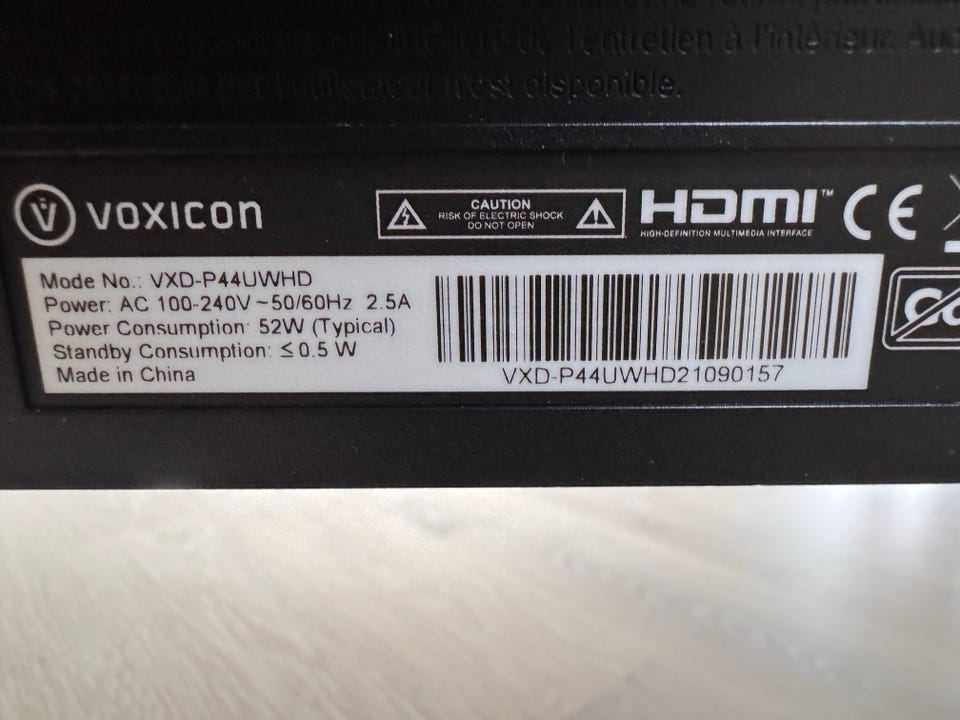 l'entretien à l'intérieur.
n'est disponible.
VOXICON
CAUTION
RISK OF ELECTRIC SHOCK
DO NOT OPEN
HDMI™
HIGH-DEFINITION MULTIMEDIA INTERFACE
CE
Mode No.: VXD-P44UWHD
Power: AC 100-240V ~50/60Hz 2.5A
Power Consumption: 52W (Typical)
Standby Consumption: ≤0.5 W
Made in China
VXD-P44UWHD21090157